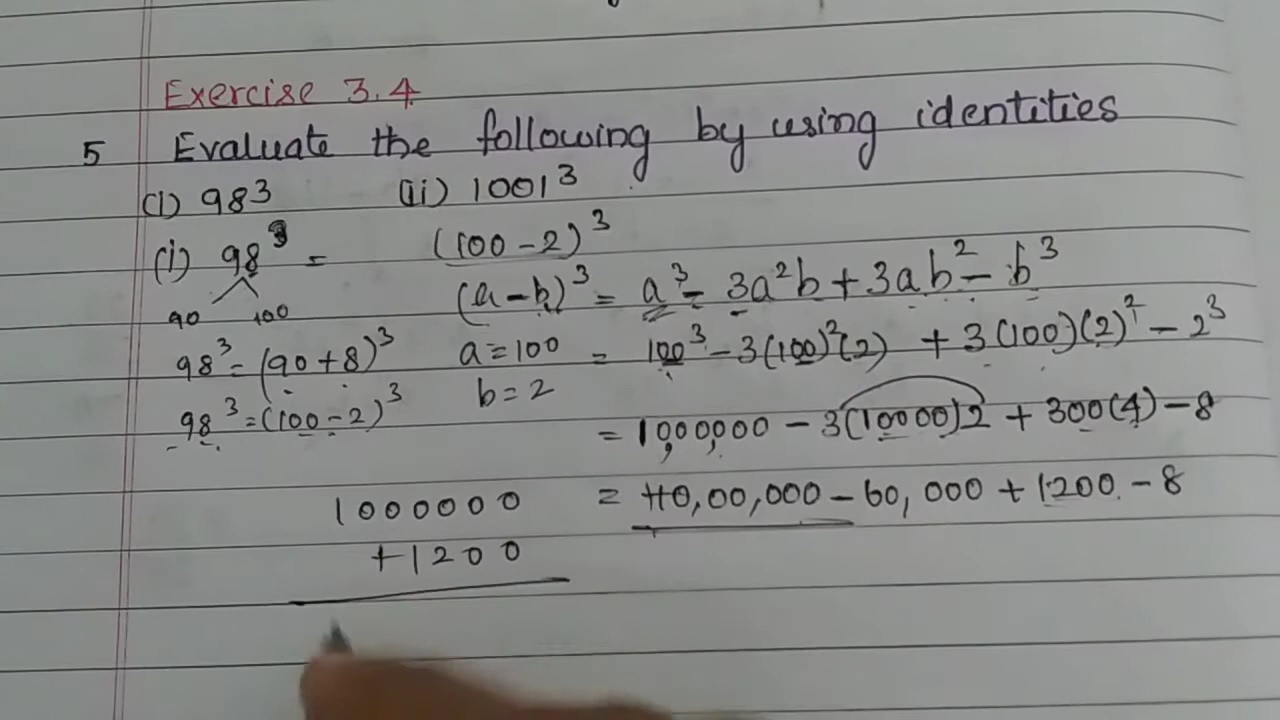 Exercise 3.4
5 Evaluate the following by using identities
(i) 98³ (ii) 1001³
(i) 98³ = (100 - 2)³
90 100 (a - b)³ = a³ - 3a²b + 3ab² - b³
98³ = (90 + 8)³ a = 100 = 100³ - 3(100)²(2) + 3(100)(2)² - 2³
98³ = (100 - 2)³ b = 2
= 1000,000 - 3(10000)2 + 300(4) - 8
1000000 = +10,00,000 - 60,000 + 1200 - 8
+1200